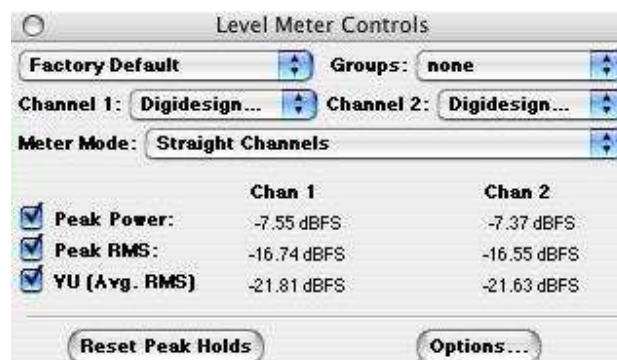 Level Meter Controls
Factory Default Groups: none
Channel 1: Digidesign... Channel 2: Digidesign...
Meter Mode: Straight Channels
Chan 1 Chan 2
Peak Power: -7.55 dBFS -7.37 dBFS
Peak RMS: -16.74 dBFS -16.55 dBFS
VU (Avg. RMS) -21.81 dBFS -21.63 dBFS
Reset Peak Holds Options...